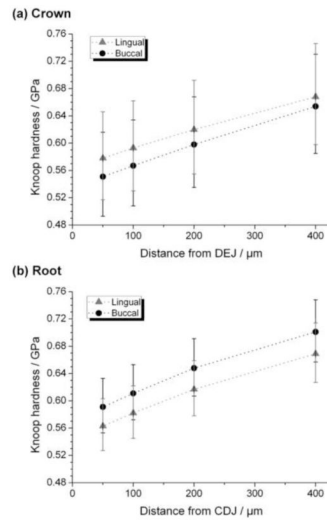 (a) Crown
0.76
0.72
0.68
0.64
0.60
0.56
0.52
0.48
Knoop hardness / GPa
Lingual
Buccal
0
100
200
300
400
Distance from DEJ / μm
(b) Root
0.76
0.72
0.68
0.64
0.60
0.56
0.52
0.48
Knoop hardness / GPa
Lingual
Buccal
0
100
200
300
400
Distance from CDJ / μm